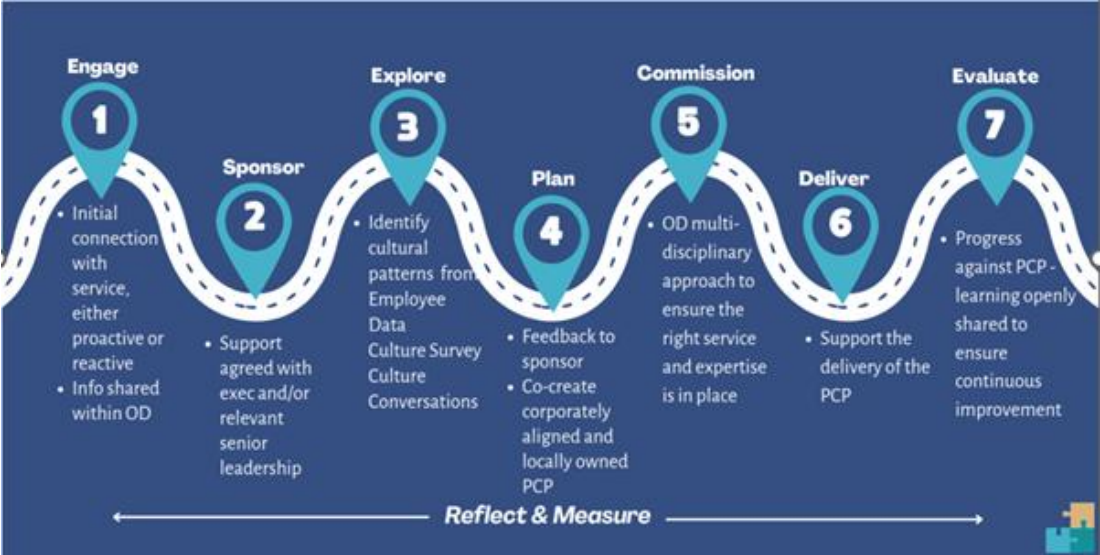 Engage
1
• Initial
connection
with
service,
either
proactive or
reactive
• Info shared
within OD
Sponsor
2
• Support
agreed with
exec and/or
relevant
senior
leadership
Explore
3
• Identify
cultural
patterns from
Employee
Data
Culture Survey
Culture
Conversations
Plan
4
• Feedback to
sponsor
• Co-create
corporately
aligned and
locally owned
PCP
Commission
5
• OD multi-
disciplinary
approach to
ensure the
right service
and expertise
is in place
Deliver
6
• Support the
delivery of the
PCP
Evaluate
7
• Progress
against PCP -
learning openly
shared to
ensure
continuous
improvement
Reflect & Measure